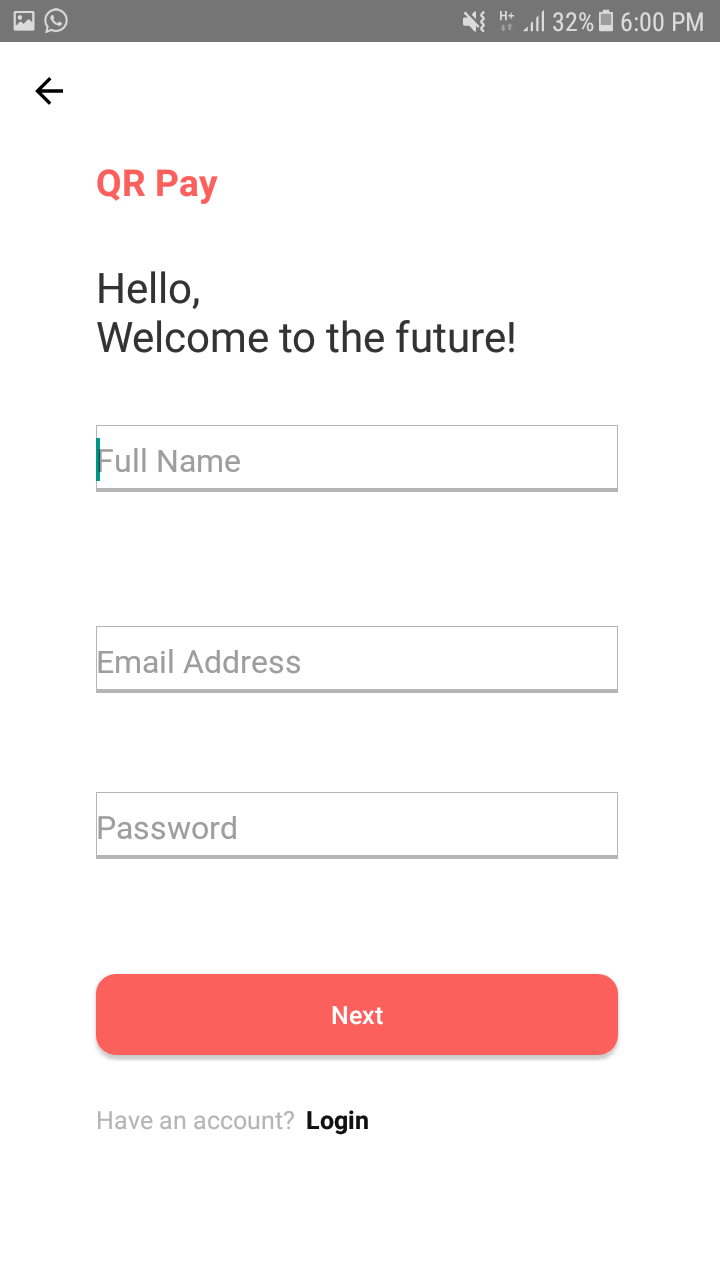 H+ 32% 6:00 PM
QR Pay
Hello,
Welcome to the future!
Full Name
Email Address
Password
Next
Have an account? Login